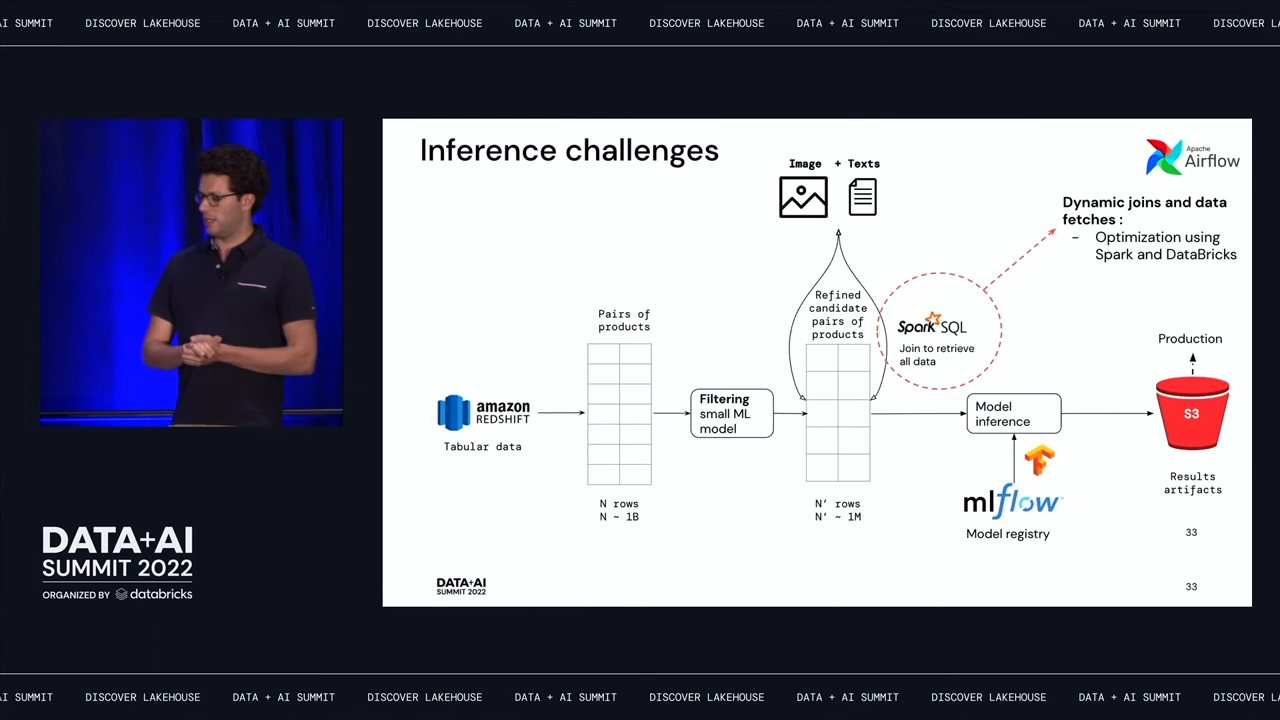 AI SUMMIT DISCOVER LAKEHOUSE DATA + AI SUMMIT DISCOVER LAKEHOUSE DATA + AI SUMMIT DISCOVER LAKEHOUSE DATA + AI SUMMIT DISCOVER LAKEHOUSE DATA + AI SUMMIT DISCOVER L
Inference challenges
Image + Texts
Apache
Airflow
Dynamic joins and data
fetches :
- Optimization using
Spark and DataBricks
Pairs of
products
Refined
candidate
pairs of
products
Spark SQL
Join to retrieve
all data
Production
amazon
REDSHIFT
Tabular data
Filtering
small ML
model
Model
inference
S3
Results
artifacts
N rows
N ~ 1B
N’ rows
N’ ~ 1M
mlflow
Model registry
33
33
DATA+AI
SUMMIT 2022
DATA+AI
SUMMIT 2022
ORGANIZED BY databricks
AI SUMMIT DISCOVER LAKEHOUSE DATA + AI SUMMIT DISCOVER LAKEHOUSE DATA + AI SUMMIT DISCOVER LAKEHOUSE DATA + AI SUMMIT DISCOVER LAKEHOUSE DATA + AI SUMMIT DISCOVER L